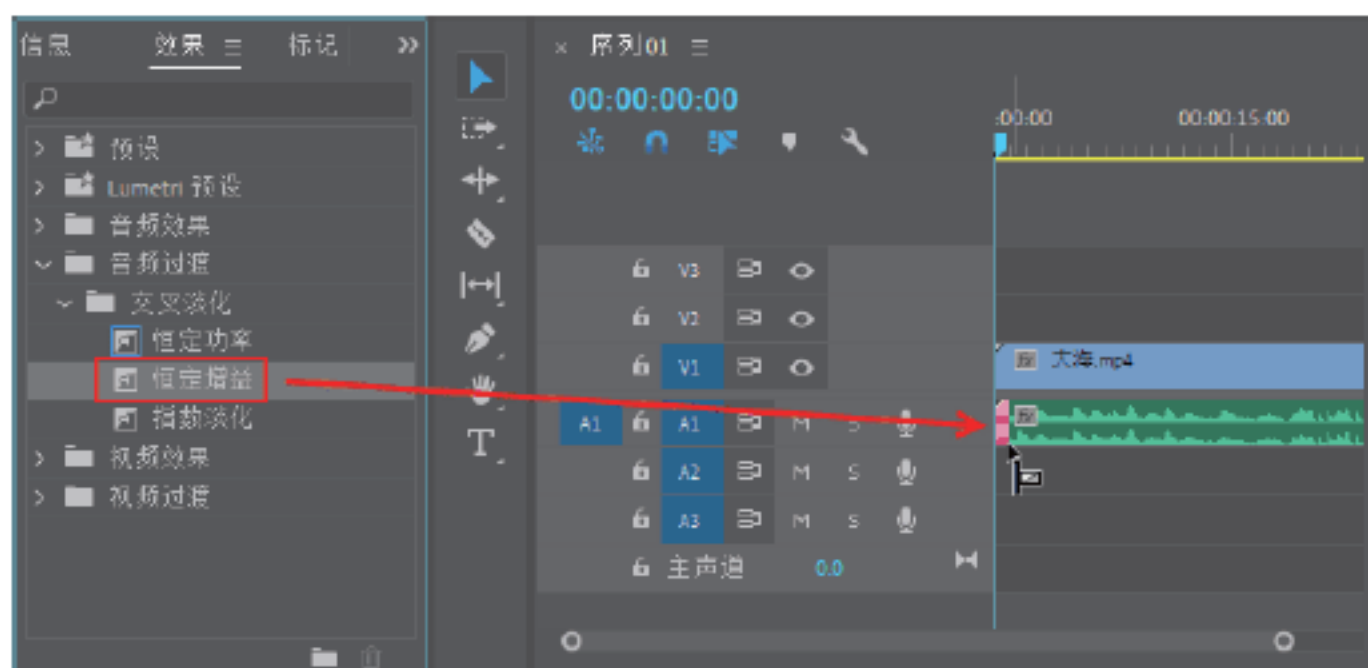 信息 效果 标记
预设
Lumetri 预设
音频效果
音频过渡
交叉淡化
恒定功率
恒定增益
指数淡化
视频效果
视频过渡
T
× 序列01
00:00:00:00
:00:00 00:00:15:00
V3
V2
V1
fx 大海.mp4
A1 A1 M S
fx
A2 M S
A3 M S
主声道 0.0